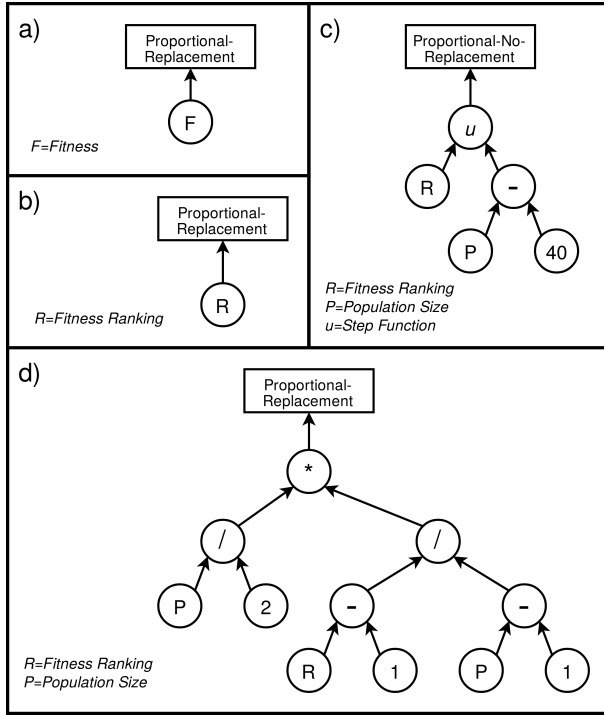 a)
Proportional-
Replacement
F
F=Fitness
b)
Proportional-
Replacement
R
R=Fitness Ranking
c)
Proportional-No-
Replacement
u
R
-
P
40
R=Fitness Ranking
P=Population Size
u=Step Function
d)
Proportional-
Replacement
*
/ /
P 2 - -
R 1 P 1
R=Fitness Ranking
P=Population Size